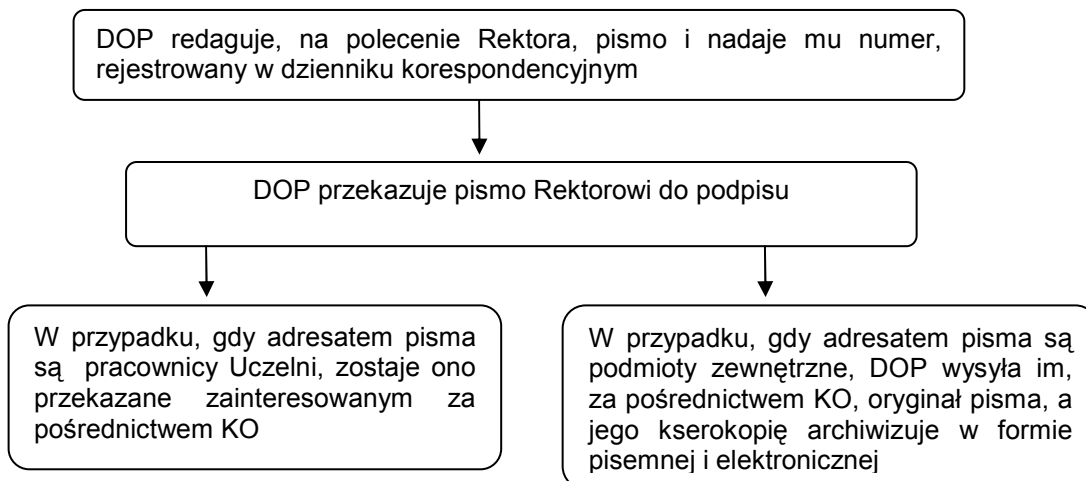 DOP redaguje, na polecenie Rektora, pismo i nadaje mu numer,
rejestrowany w dzienniku korespondencyjnym
DOP przekazuje pismo Rektorowi do podpisu
W przypadku, gdy adresatem pisma
są pracownicy Uczelni, zostaje ono
przekazane zainteresowanym za
pośrednictwem KO
W przypadku, gdy adresatem pisma są
podmioty zewnętrzne, DOP wysyła im,
za pośrednictwem KO, oryginał pisma, a
jego kserokopię archiwizuje w formie
pisemnej i elektronicznej